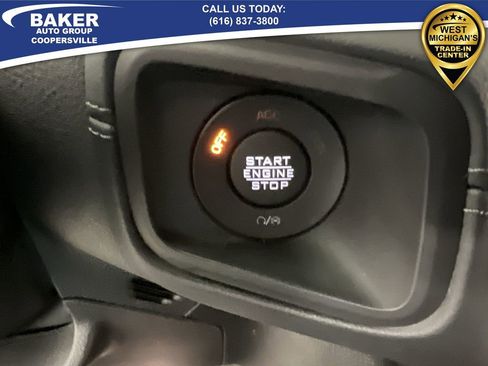 BAKER
AUTO GROUP
COOPERSVILLE
CALL US TODAY:
(616) 837-3800
WEST
MICHIGAN'S
TRADE-IN
CENTER
OFF
START
ENGINE
STOP